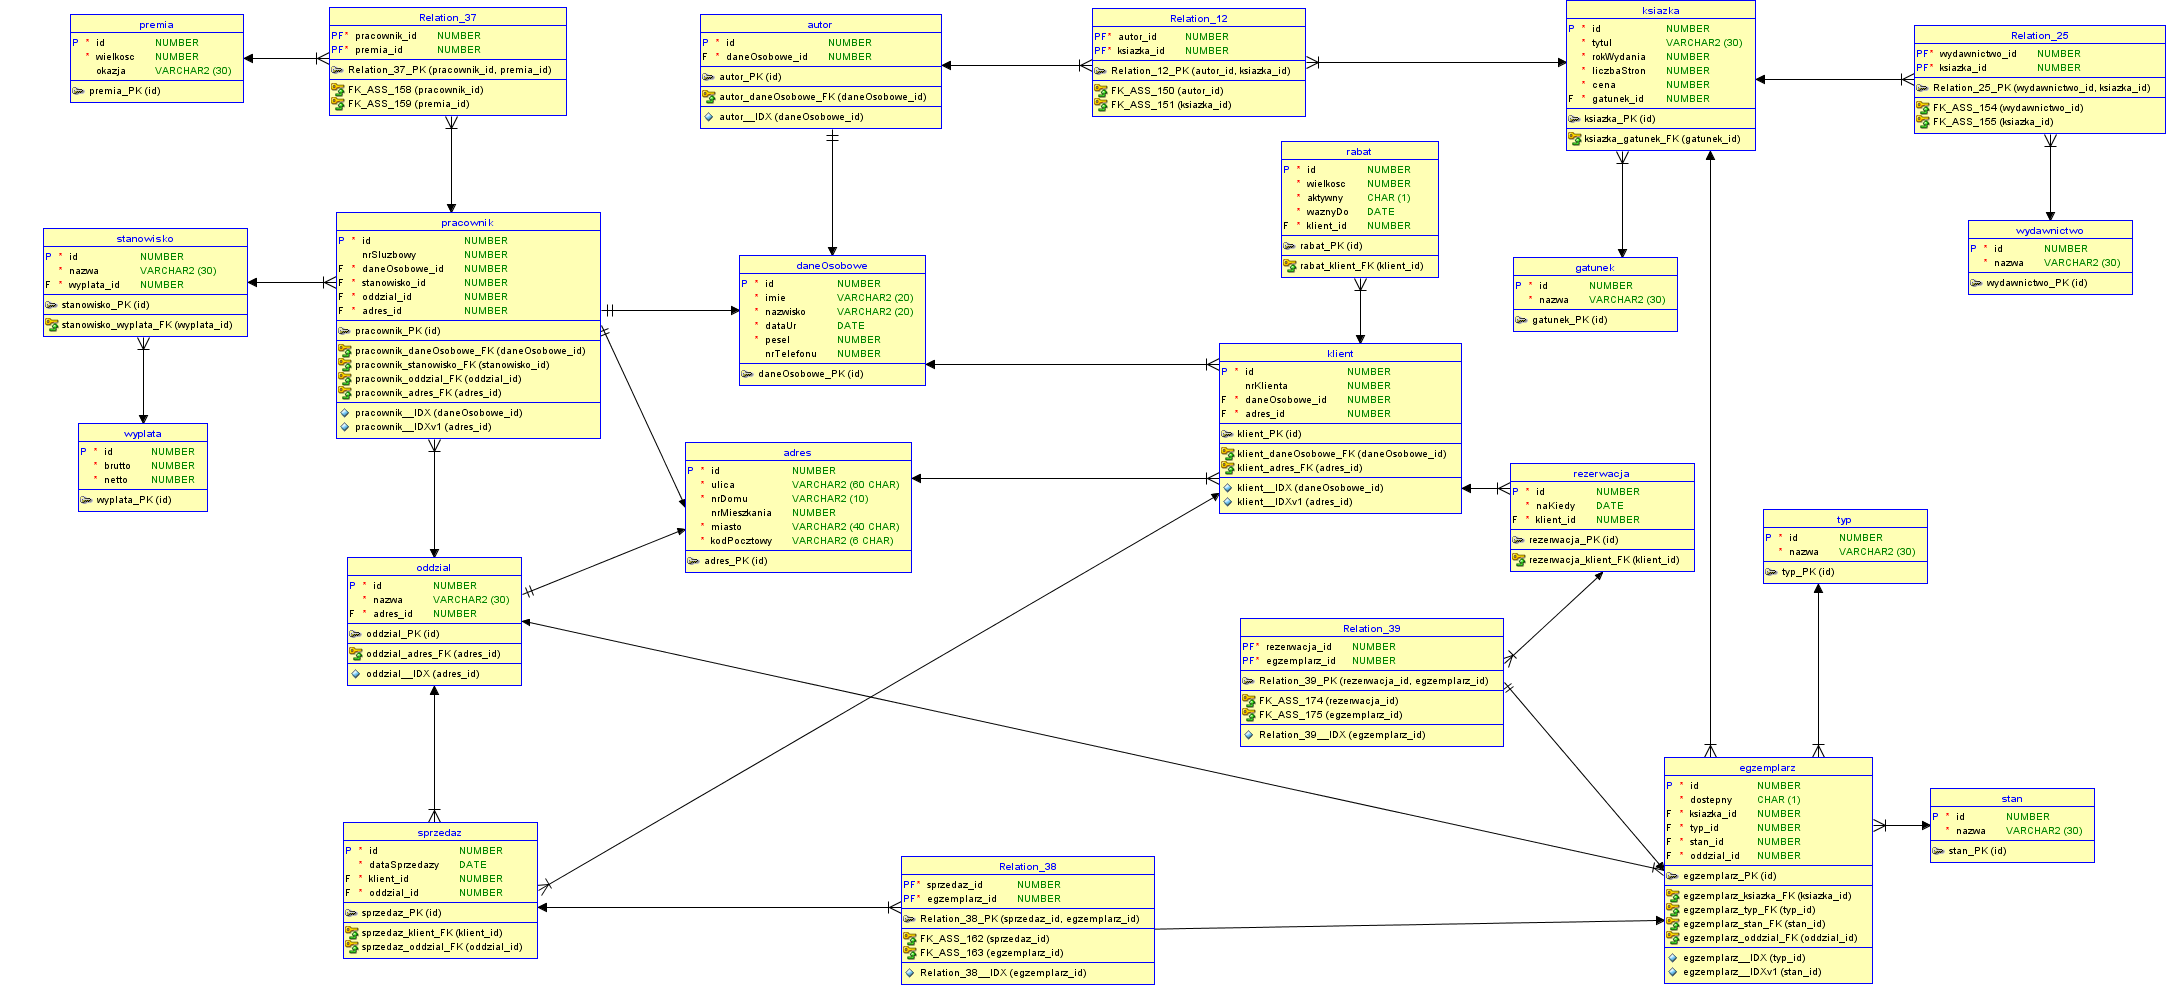 premia
P * id NUMBER
* wielkosc NUMBER
okazja VARCHAR2 (30)
premia_PK (id)
Relation_37
PF* pracownik_id NUMBER
PF* premia_id NUMBER
Relation_37_PK (pracownik_id, premia_id)
FK_ASS_158 (pracownik_id)
FK_ASS_159 (premia_id)
autor
P * id NUMBER
F * daneOsobowe_id NUMBER
autor_PK (id)
autor_daneOsobowe_FK (daneOsobowe_id)
autor__IDX (daneOsobowe_id)
Relation_12
PF* autor_id NUMBER
PF* ksiazka_id NUMBER
Relation_12_PK (autor_id, ksiazka_id)
FK_ASS_150 (autor_id)
FK_ASS_151 (ksiazka_id)
ksiazka
P * id NUMBER
* tytul VARCHAR2 (30)
* rokWydania NUMBER
* liczbaStron NUMBER
* cena NUMBER
F * gatunek_id NUMBER
ksiazka_PK (id)
ksiazka_gatunek_FK (gatunek_id)
Relation_25
PF* wydawnictwo_id NUMBER
PF* ksiazka_id NUMBER
Relation_25_PK (wydawnictwo_id, ksiazka_id)
FK_ASS_154 (wydawnictwo_id)
FK_ASS_155 (ksiazka_id)
rabat
P * id NUMBER
* wielkosc NUMBER
* aktywny CHAR (1)
* waznyDo DATE
F * klient_id NUMBER
rabat_PK (id)
rabat_klient_FK (klient_id)
stanowisko
P * id NUMBER
* nazwa VARCHAR2 (30)
F * wyplata_id NUMBER
stanowisko_PK (id)
stanowisko_wyplata_FK (wyplata_id)
pracownik
P * id NUMBER
nrSluzbowy NUMBER
F * daneOsobowe_id NUMBER
F * stanowisko_id NUMBER
F * oddzial_id NUMBER
F * adres_id NUMBER
pracownik_PK (id)
pracownik_daneOsobowe_FK (daneOsobowe_id)
pracownik_stanowisko_FK (stanowisko_id)
pracownik_oddzial_FK (oddzial_id)
pracownik_adres_FK (adres_id)
pracownik__IDX (daneOsobowe_id)
pracownik__IDXv1 (adres_id)
daneOsobowe
P * id NUMBER
* imie VARCHAR2 (20)
* nazwisko VARCHAR2 (20)
* dataUr DATE
* pesel NUMBER
nrTelefonu NUMBER
daneOsobowe_PK (id)
gatunek
P * id NUMBER
* nazwa VARCHAR2 (30)
gatunek_PK (id)
wydawnictwo
P * id NUMBER
* nazwa VARCHAR2 (30)
wydawnictwo_PK (id)
klient
P * id NUMBER
nrKlienta NUMBER
F * daneOsobowe_id NUMBER
F * adres_id NUMBER
klient_PK (id)
klient_daneOsobowe_FK (daneOsobowe_id)
klient_adres_FK (adres_id)
klient__IDX (daneOsobowe_id)
klient__IDXv1 (adres_id)
wyplata
P * id NUMBER
* brutto NUMBER
* netto NUMBER
wyplata_PK (id)
adres
P * id NUMBER
* ulica VARCHAR2 (60 CHAR)
* nrDomu VARCHAR2 (10)
nrMieszkania NUMBER
* miasto VARCHAR2 (40 CHAR)
* kodPocztowy VARCHAR2 (6 CHAR)
adres_PK (id)
rezerwacja
P * id NUMBER
* naKiedy DATE
F * klient_id NUMBER
rezerwacja_PK (id)
rezerwacja_klient_FK (klient_id)
typ
P * id NUMBER
* nazwa VARCHAR2 (30)
typ_PK (id)
oddzial
P * id NUMBER
* nazwa VARCHAR2 (30)
F * adres_id NUMBER
oddzial_PK (id)
oddzial_adres_FK (adres_id)
oddzial__IDX (adres_id)
Relation_39
PF* rezerwacja_id NUMBER
PF* egzemplarz_id NUMBER
Relation_39_PK (rezerwacja_id, egzemplarz_id)
FK_ASS_174 (rezerwacja_id)
FK_ASS_175 (egzemplarz_id)
Relation_39__IDX (egzemplarz_id)
egzemplarz
P * id NUMBER
* dostepny CHAR (1)
F * ksiazka_id NUMBER
F * typ_id NUMBER
F * stan_id NUMBER
F * oddzial_id NUMBER
egzemplarz_PK (id)
egzemplarz_ksiazka_FK (ksiazka_id)
egzemplarz_typ_FK (typ_id)
egzemplarz_stan_FK (stan_id)
egzemplarz_oddzial_FK (oddzial_id)
egzemplarz__IDX (typ_id)
egzemplarz__IDXv1 (stan_id)
stan
P * id NUMBER
* nazwa VARCHAR2 (30)
stan_PK (id)
sprzedaz
P * id NUMBER
* dataSprzedazy DATE
F * klient_id NUMBER
F * oddzial_id NUMBER
sprzedaz_PK (id)
sprzedaz_klient_FK (klient_id)
sprzedaz_oddzial_FK (oddzial_id)
Relation_38
PF* sprzedaz_id NUMBER
PF* egzemplarz_id NUMBER
Relation_38_PK (sprzedaz_id, egzemplarz_id)
FK_ASS_162 (sprzedaz_id)
FK_ASS_163 (egzemplarz_id)
Relation_38__IDX (egzemplarz_id)